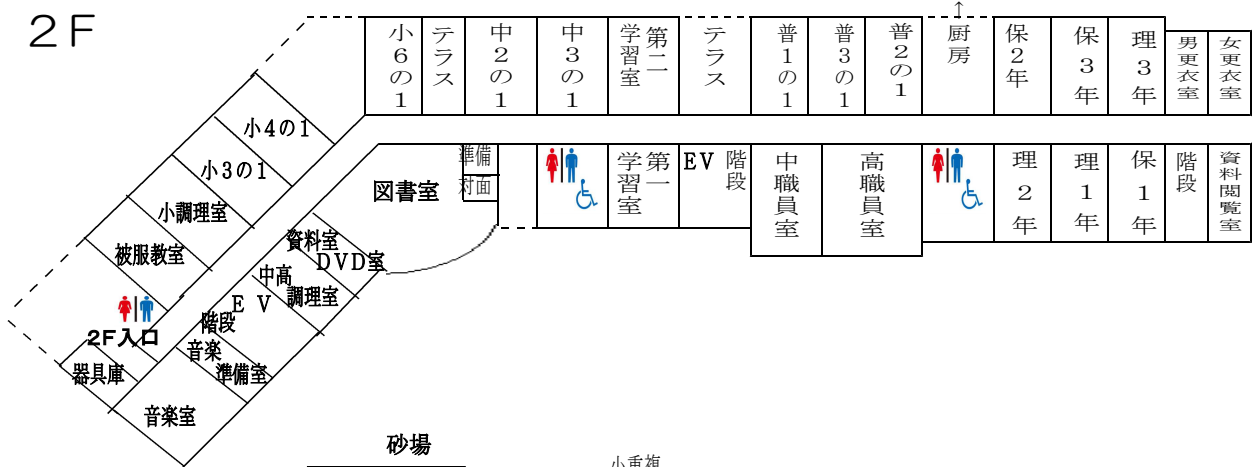 2F
小6の1
テラス
中2の1
中3の1
第二
学習室
テラス
普1の1
普3の1
普2の1
↑
厨房
保2年
保3年
理3年
男更衣室
女更衣室
小4の1
小3の1
小調理室
被服教室
2F入口
器具庫
図書室
準備
対面
第一
学習室
EV
階段
中職員室
高職員室
理2年
理1年
保1年
階段
資料閲覧室
資料室
DVD室
中高
調理室
EV
階段
音楽
準備室
音楽室
砂場
小重複